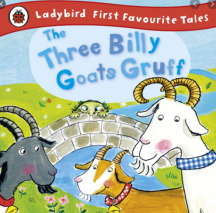 Ladybird First Favourite Tales
The
Three Billy
Goats Gruff